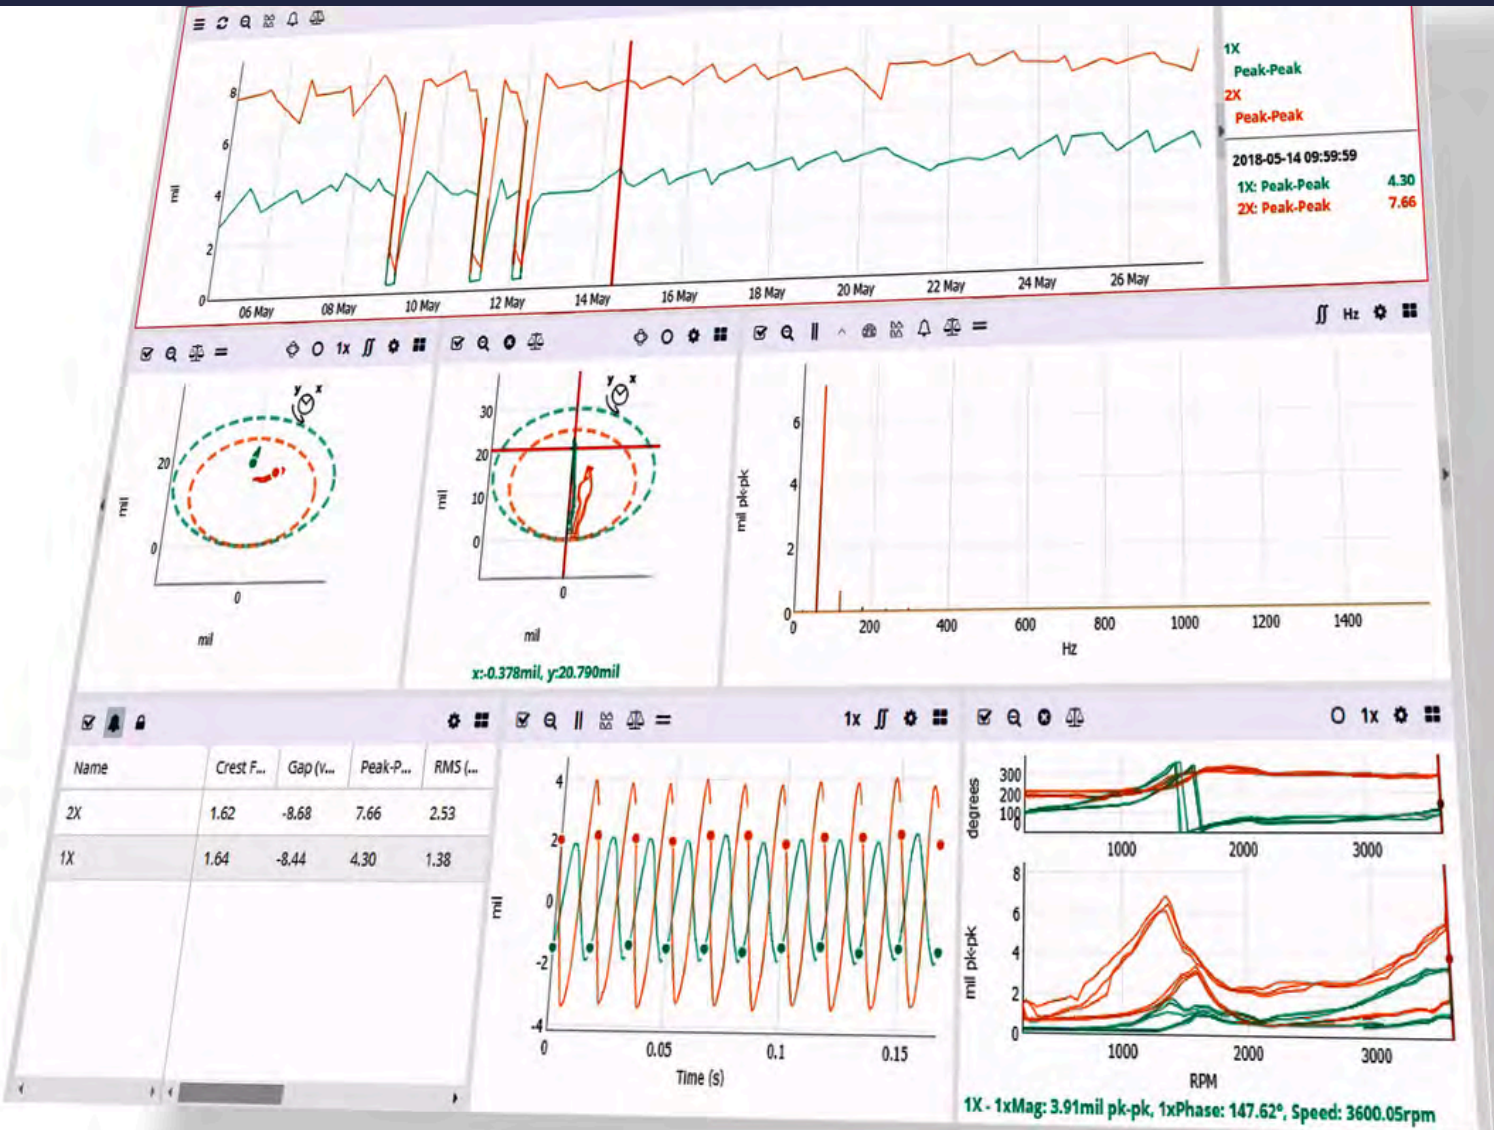 1X
Peak-Peak
2X
Peak-Peak
2018-05-14 09:59:59
1X: Peak-Peak 4.30
2X: Peak-Peak 7.66
mil
8
6
4
2
0
06 May 08 May 10 May 12 May 14 May 16 May 18 May 20 May 22 May 24 May 26 May
1x
Hz
y x
20
0
mil
0
mil
y x
30
20
10
0
mil
0
mil
x:-0.378mil, y:20.790mil
6
4
2
0
mil pk-pk
0 200 400 600 800 1000 1200 1400
Hz
Name Crest F... Gap (v... Peak-P... RMS (...
2X 1.62 -8.68 7.66 2.53
1X 1.64 -8.44 4.30 1.38
1x
4
2
0
-2
-4
mil
0 0.05 0.1 0.15
Time (s)
1x
300
200
100
0
degrees
1000 2000 3000
8
6
4
2
0
mil pk-pk
1000 2000 3000
RPM
1X - 1xMag: 3.91mil pk-pk, 1xPhase: 147.62°, Speed: 3600.05rpm